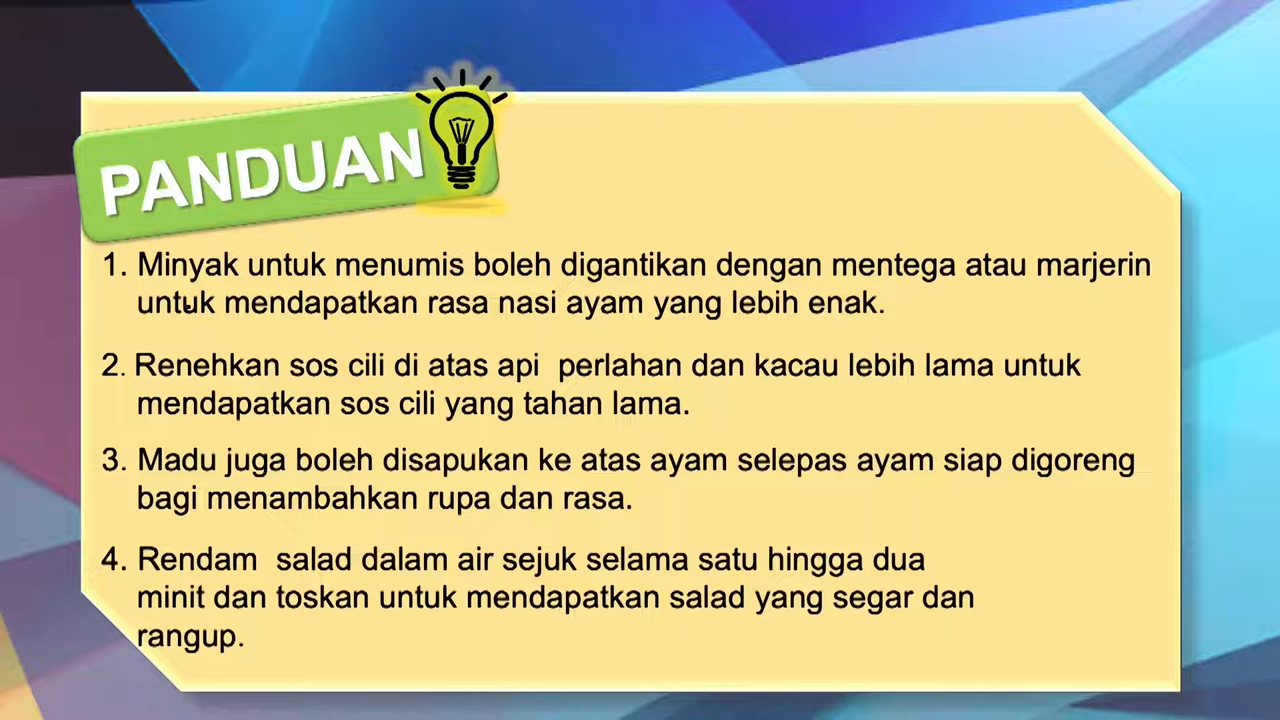 PANDUAN
1. Minyak untuk menumis boleh digantikan dengan mentega atau marjerin
untuk mendapatkan rasa nasi ayam yang lebih enak.
2. Renehkan sos cili di atas api perlahan dan kacau lebih lama untuk
mendapatkan sos cili yang tahan lama.
3. Madu juga boleh disapukan ke atas ayam selepas ayam siap digoreng
bagi menambahkan rupa dan rasa.
4. Rendam salad dalam air sejuk selama satu hingga dua
minit dan toskan untuk mendapatkan salad yang segar dan
rangup.